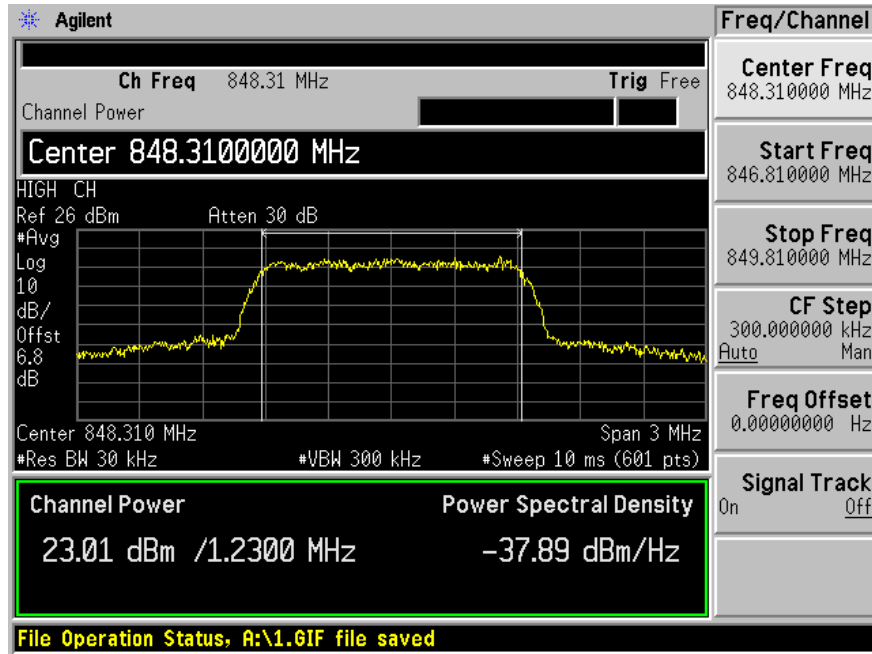 Agilent
Freq/Channel
Ch Freq 848.31 MHz Trig Free
Channel Power
Center 848.3100000 MHz
HIGH CH
Ref 26 dBm Atten 30 dB
#Avg
Log
10
dB/
Offst
6.8
dB
Center 848.310 MHz Span 3 MHz
#Res BW 30 kHz #VBW 300 kHz #Sweep 10 ms (601 pts)
Channel Power Power Spectral Density
23.01 dBm /1.2300 MHz -37.89 dBm/Hz
File Operation Status, A:\1.GIF file saved
Center Freq
848.310000 MHz
Start Freq
846.810000 MHz
Stop Freq
849.810000 MHz
CF Step
300.000000 kHz
Auto Man
Freq Offset
0.00000000 Hz
Signal Track
On Off